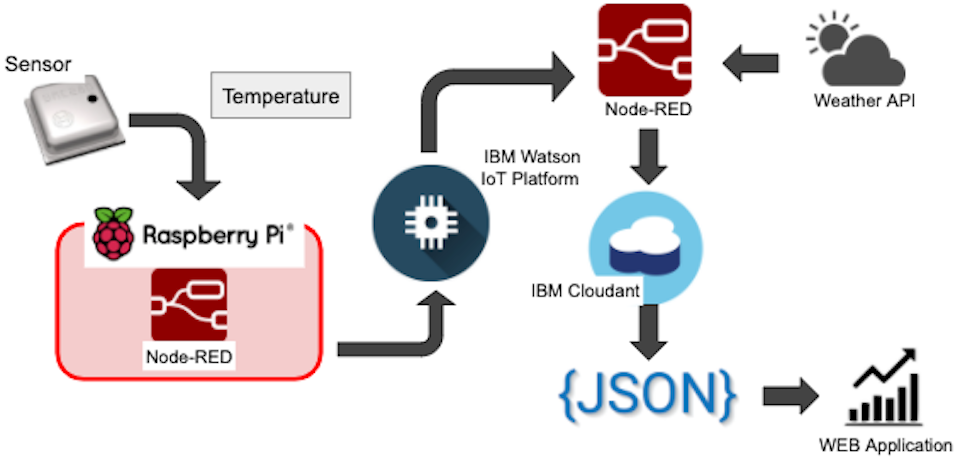 Sensor
Temperature
Raspberry Pi®
Node-RED
IBM Watson
IoT Platform
Node-RED
Weather API
IBM Cloudant
{JSON}
WEB Application